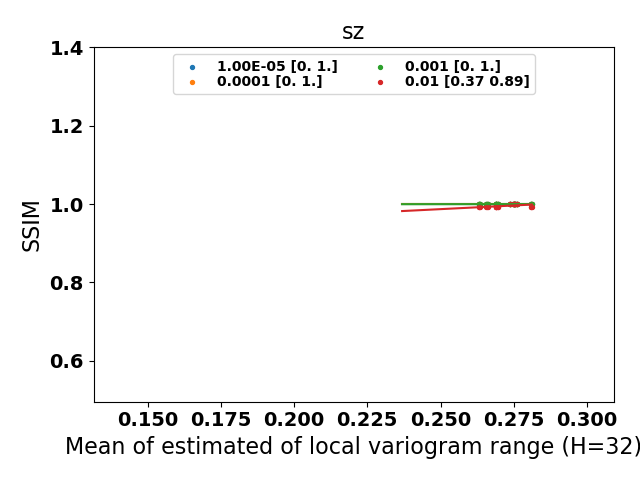 sz
1.00E-05 [0. 1.]
0.0001 [0. 1.]
0.001 [0. 1.]
0.01 [0.37 0.89]
1.4
1.2
1.0
0.8
0.6
SSIM
0.150 0.175 0.200 0.225 0.250 0.275 0.300
Mean of estimated of local variogram range (H=32)